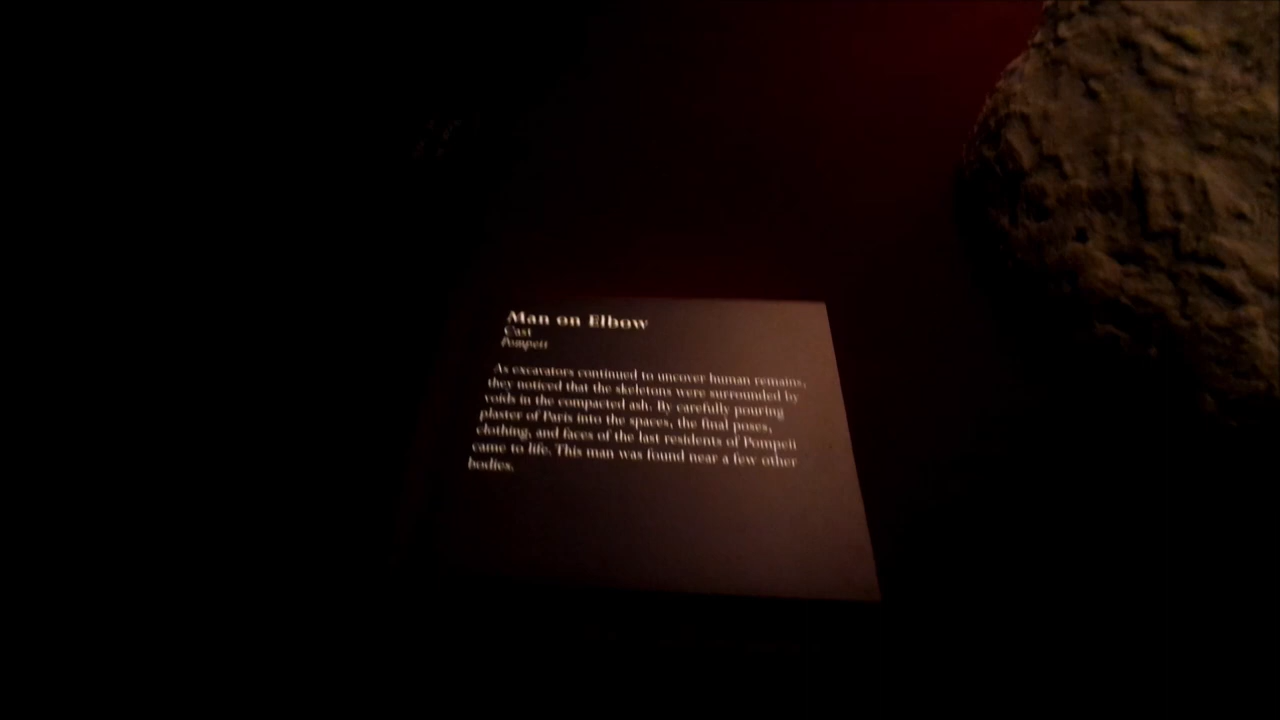 Man on Elbow
Cast
Pompeii
As excavators continued to uncover human remains,
they noticed that the skeletons were surrounded by
voids in the compacted ash. By carefully pouring
plaster of Paris into the spaces, the final poses,
clothing, and faces of the last residents of Pompeii
came to life. This man was found near a few other
bodies.